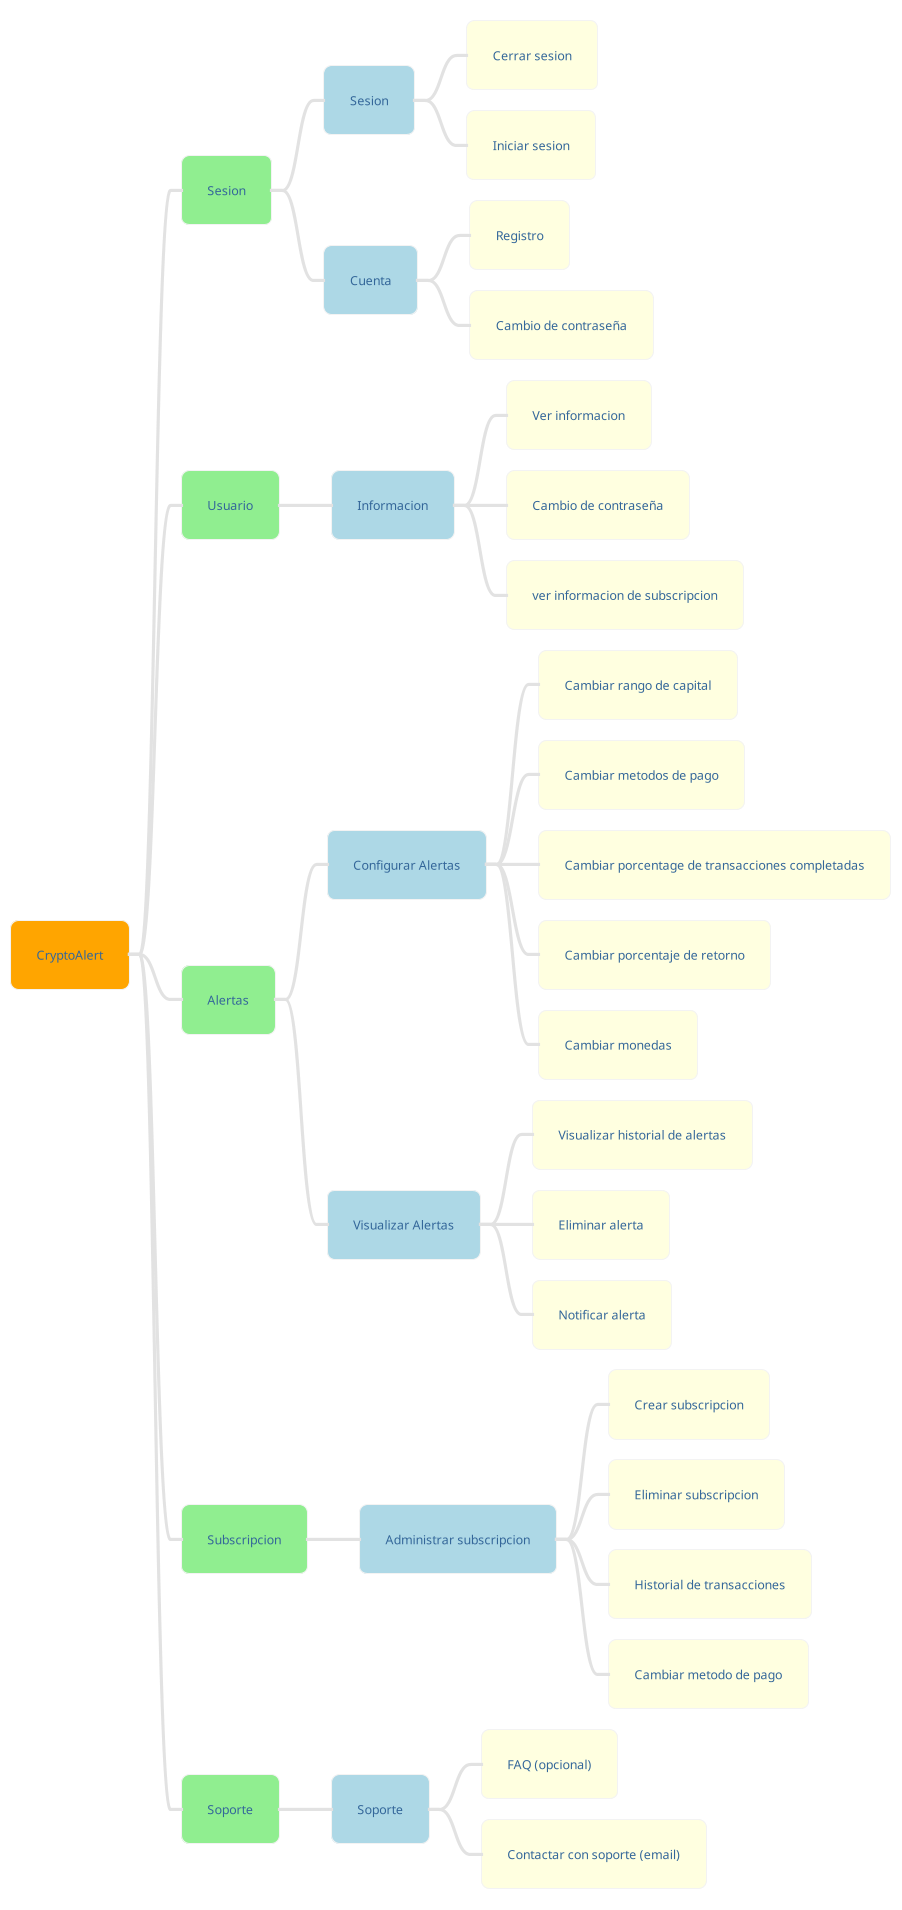 CryptoAlert
Sesion
Sesion
Cerrar sesion
Iniciar sesion
Cuenta
Registro
Cambio de contraseña
Usuario
Informacion
Ver informacion
Cambio de contraseña
ver informacion de subscripcion
Alertas
Configurar Alertas
Cambiar rango de capital
Cambiar metodos de pago
Cambiar porcentage de transacciones completadas
Cambiar porcentaje de retorno
Cambiar monedas
Visualizar Alertas
Visualizar historial de alertas
Eliminar alerta
Notificar alerta
Subscripcion
Administrar subscripcion
Crear subscripcion
Eliminar subscripcion
Historial de transacciones
Cambiar metodo de pago
Soporte
Soporte
FAQ (opcional)
Contactar con soporte (email)